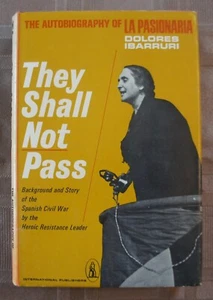 THE AUTOBIOGRAPHY OF LA PASIONARIA
DOLORES
IBARRURI
They
Shall
Not
Pass
Background and Story
of the
Spanish Civil War
by the
Heroic Resistance Leader